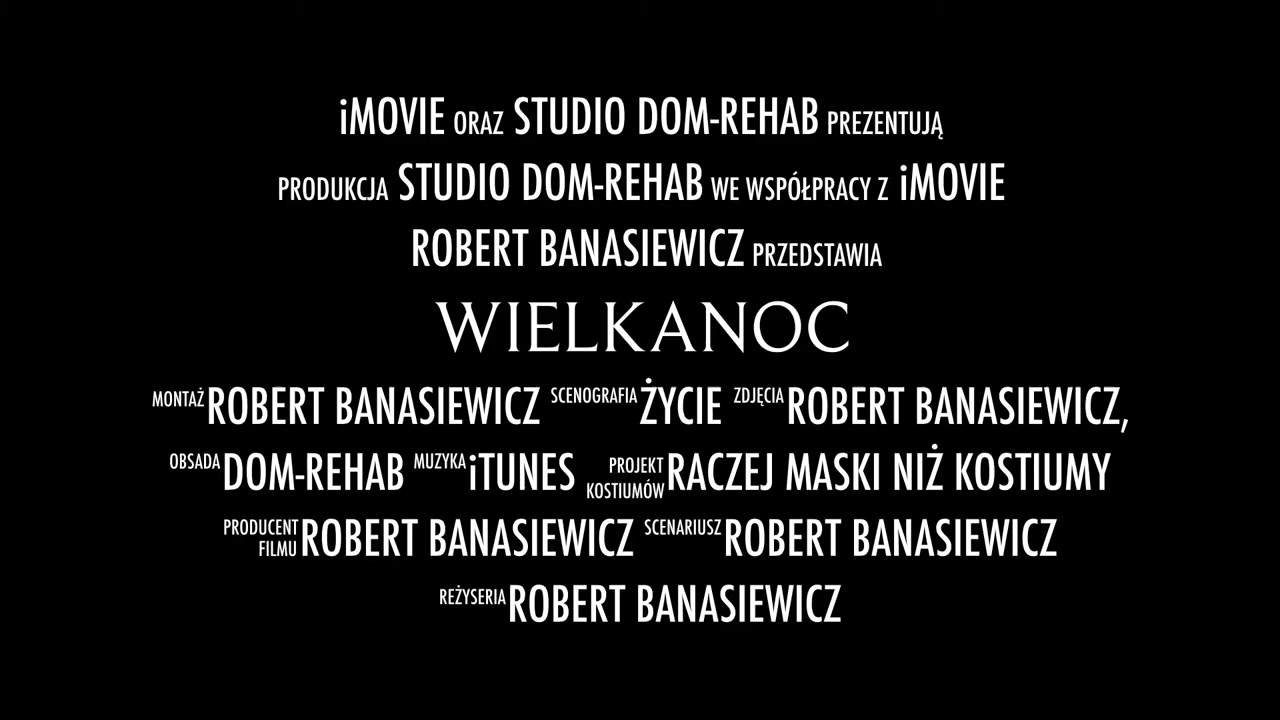 iMOVIE ORAZ STUDIO DOM-REHAB PREZENTUJĄ
PRODUKCJA STUDIO DOM-REHAB WE WSPÓŁPRACY Z iMOVIE
ROBERT BANASIEWICZ PRZEDSTAWIA
WIELKANOC
MONTAŻ ROBERT BANASIEWICZ SCENOGRAFIA ŻYCIE ZDJĘCIA ROBERT BANASIEWICZ,
OBSADA DOM-REHAB MUZYKA iTUNES PROJEKT KOSTIUMÓW RACZEJ MASKI NIŻ KOSTIUMY
PRODUCENT FILMU ROBERT BANASIEWICZ SCENARIUSZ ROBERT BANASIEWICZ
REŻYSERIA ROBERT BANASIEWICZ